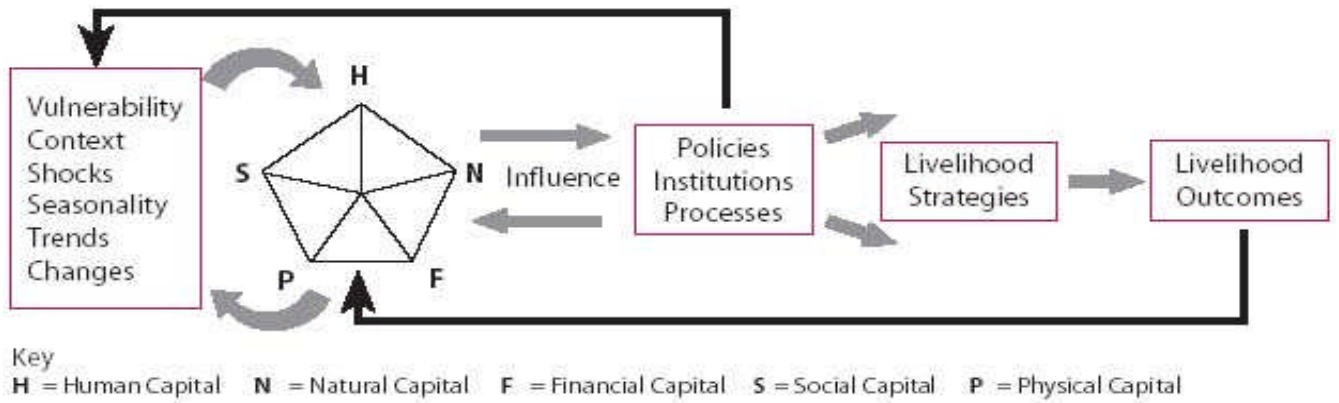 Vulnerability
Context
Shocks
Seasonality
Trends
Changes
H
S
N
P
F
Influence
Policies
Institutions
Processes
Livelihood
Strategies
Livelihood
Outcomes
Key
H = Human Capital N = Natural Capital F = Financial Capital S = Social Capital P = Physical Capital